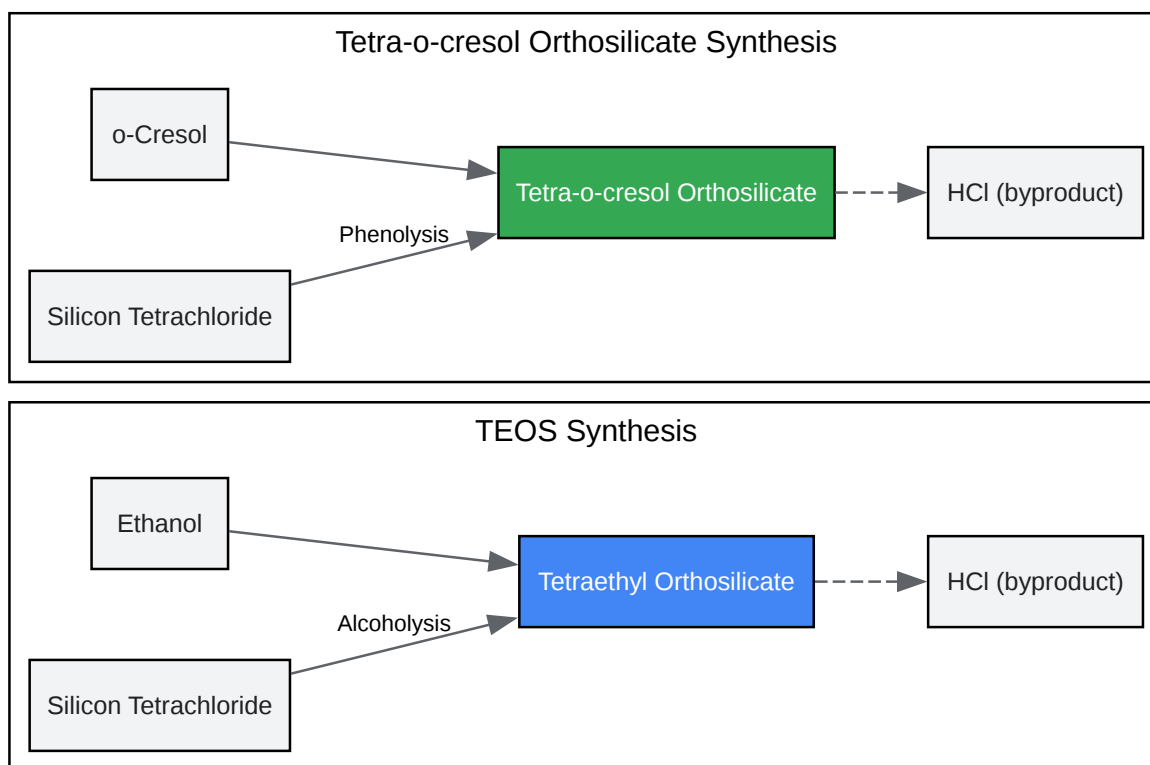 Tetra-o-cresol Orthosilicate Synthesis
o-Cresol
Tetra-o-cresol Orthosilicate
HCl (byproduct)
Phenolysis
Silicon Tetrachloride
TEOS Synthesis
Ethanol
Tetraethyl Orthosilicate
HCl (byproduct)
Alcoholysis
Silicon Tetrachloride